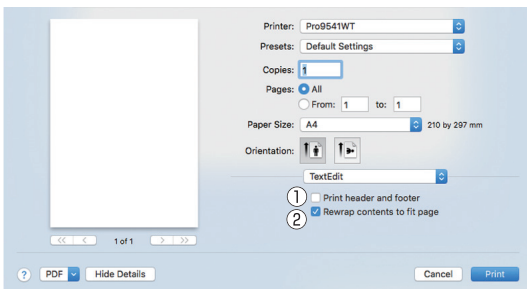 Printer: Pro9541WT
Presets: Default Settings
Copies: 1
Pages: All
From: 1 to: 1
Paper Size: A4 210 by 297 mm
Orientation:
TextEdit
① Print header and footer
② Rewrap contents to fit page
<< < 1 of 1 > >>
? PDF Hide Details Cancel Print